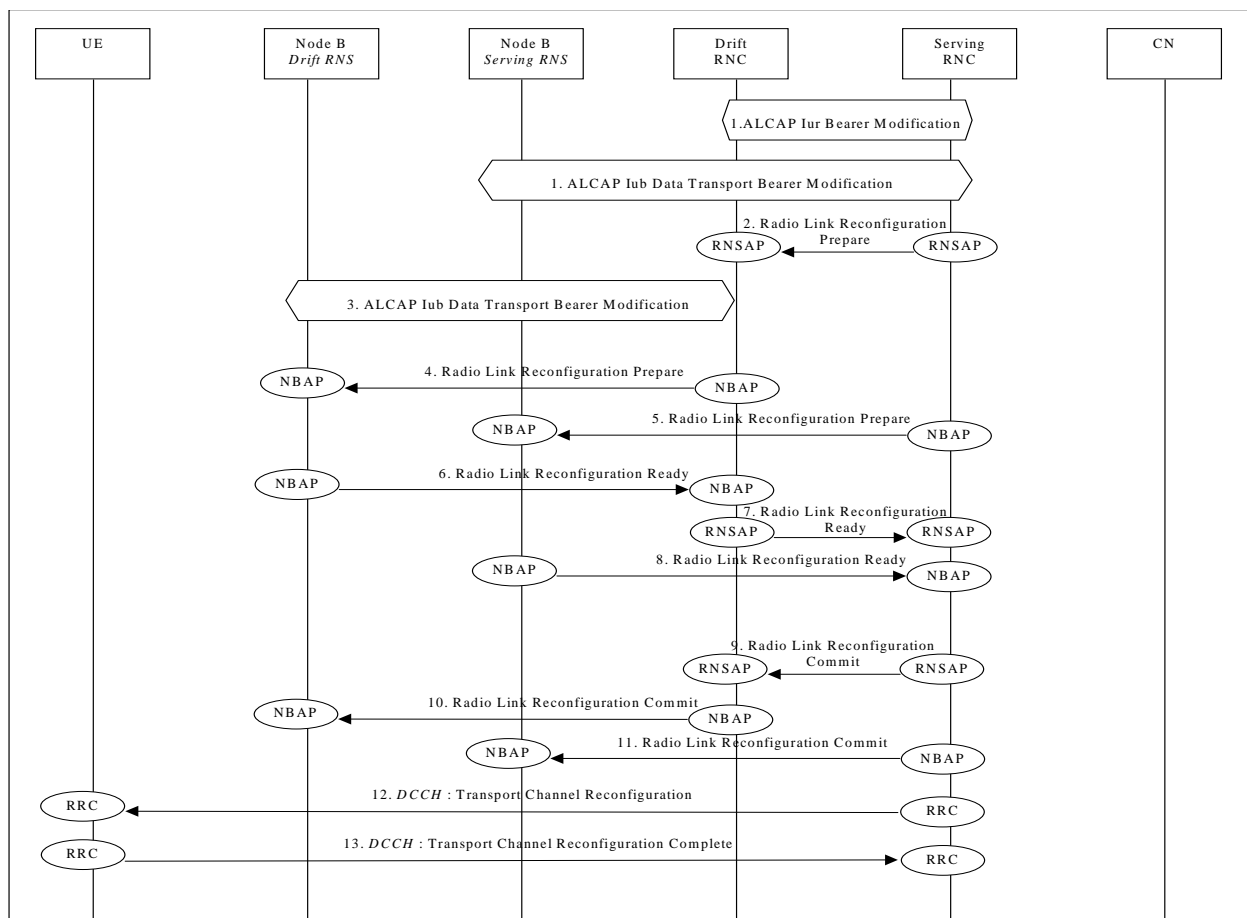 UE
Node B
Drift RNS
Node B
Serving RNS
Drift
RNC
Serving
RNC
CN
1.ALCAP Iur Bearer Modification
1. ALCAP Iub Data Transport Bearer Modification
2. Radio Link Reconfiguration
Prepare
RNSAP
RNSAP
3. ALCAP Iub Data Transport Bearer Modification
4. Radio Link Reconfiguration Prepare
NBAP
NBAP
5. Radio Link Reconfiguration Prepare
NBAP
NBAP
6. Radio Link Reconfiguration Ready
NBAP
NBAP
7. Radio Link Reconfiguration
Ready
RNSAP
RNSAP
8. Radio Link Reconfiguration Ready
NBAP
NBAP
9. Radio Link Reconfiguration
Commit
RNSAP
RNSAP
10. Radio Link Reconfiguration Commit
NBAP
NBAP
11. Radio Link Reconfiguration Commit
NBAP
NBAP
12. DCCH : Transport Channel Reconfiguration
RRC
RRC
13. DCCH : Transport Channel Reconfiguration Complete
RRC
RRC